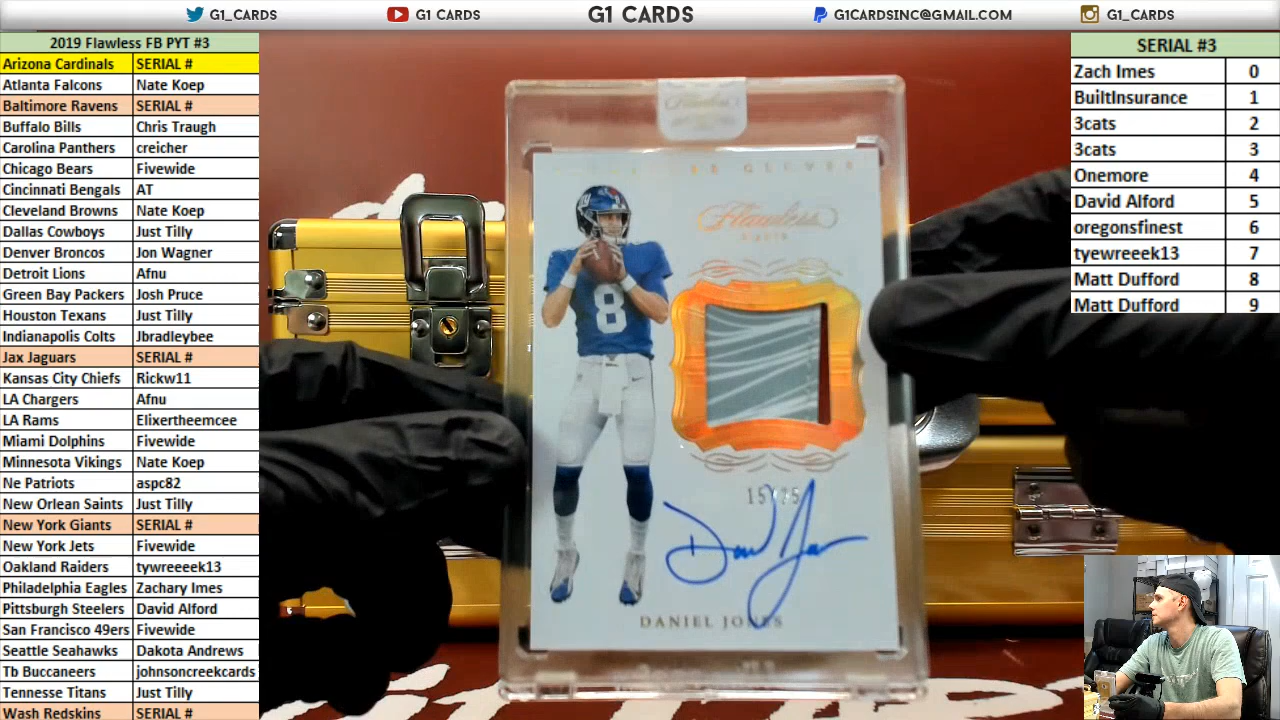 G1_CARDS
G1 CARDS
G1 CARDS
G1CARDSINC@GMAIL.COM
G1_CARDS
2019 Flawless FB PYT #3
Arizona Cardinals SERIAL #
Atlanta Falcons Nate Koep
Baltimore Ravens SERIAL #
Buffalo Bills Chris Traugh
Carolina Panthers creicher
Chicago Bears Fivewide
Cincinnati Bengals AT
Cleveland Browns Nate Koep
Dallas Cowboys Just Tilly
Denver Broncos Jon Wagner
Detroit Lions Afnu
Green Bay Packers Josh Pruce
Houston Texans Just Tilly
Indianapolis Colts Jbradleybee
Jax Jaguars SERIAL #
Kansas City Chiefs Rickw11
LA Chargers Afnu
LA Rams Elixertheemcee
Miami Dolphins Fivewide
Minnesota Vikings Nate Koep
Ne Patriots aspc82
New Orlean Saints Just Tilly
New York Giants SERIAL #
New York Jets Fivewide
Oakland Raiders tywreeeek13
Philadelphia Eagles Zachary Imes
Pittsburgh Steelers David Alford
San Francisco 49ers Fivewide
Seattle Seahawks Dakota Andrews
Tb Buccaneers johnsoncreekcards
Tennesse Titans Just Tilly
Wash Redskins SERIAL #
Flawless
8
15/25
DANIEL JONES
SERIAL #3
Zach Imes 0
BuiltInsurance 1
3cats 2
3cats 3
Onemore 4
David Alford 5
oregonsfinest 6
tyewreeek13 7
Matt Dufford 8
Matt Dufford 9